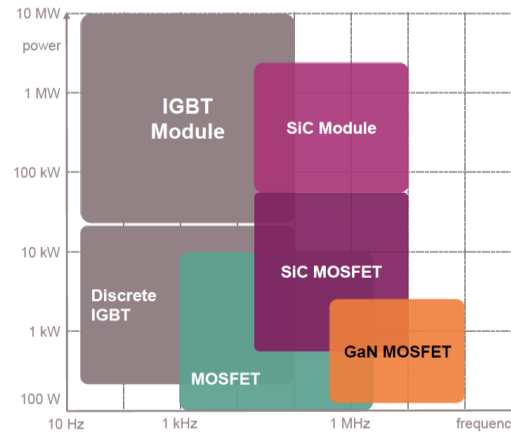 10 MW
power
IGBT
Module
1 MW
SiC Module
100 kW
10 kW
SiC MOSFET
Discrete
IGBT
1 kW
GaN MOSFET
MOSFET
100 W
10 Hz
1 kHz
1 MHz
frequenc